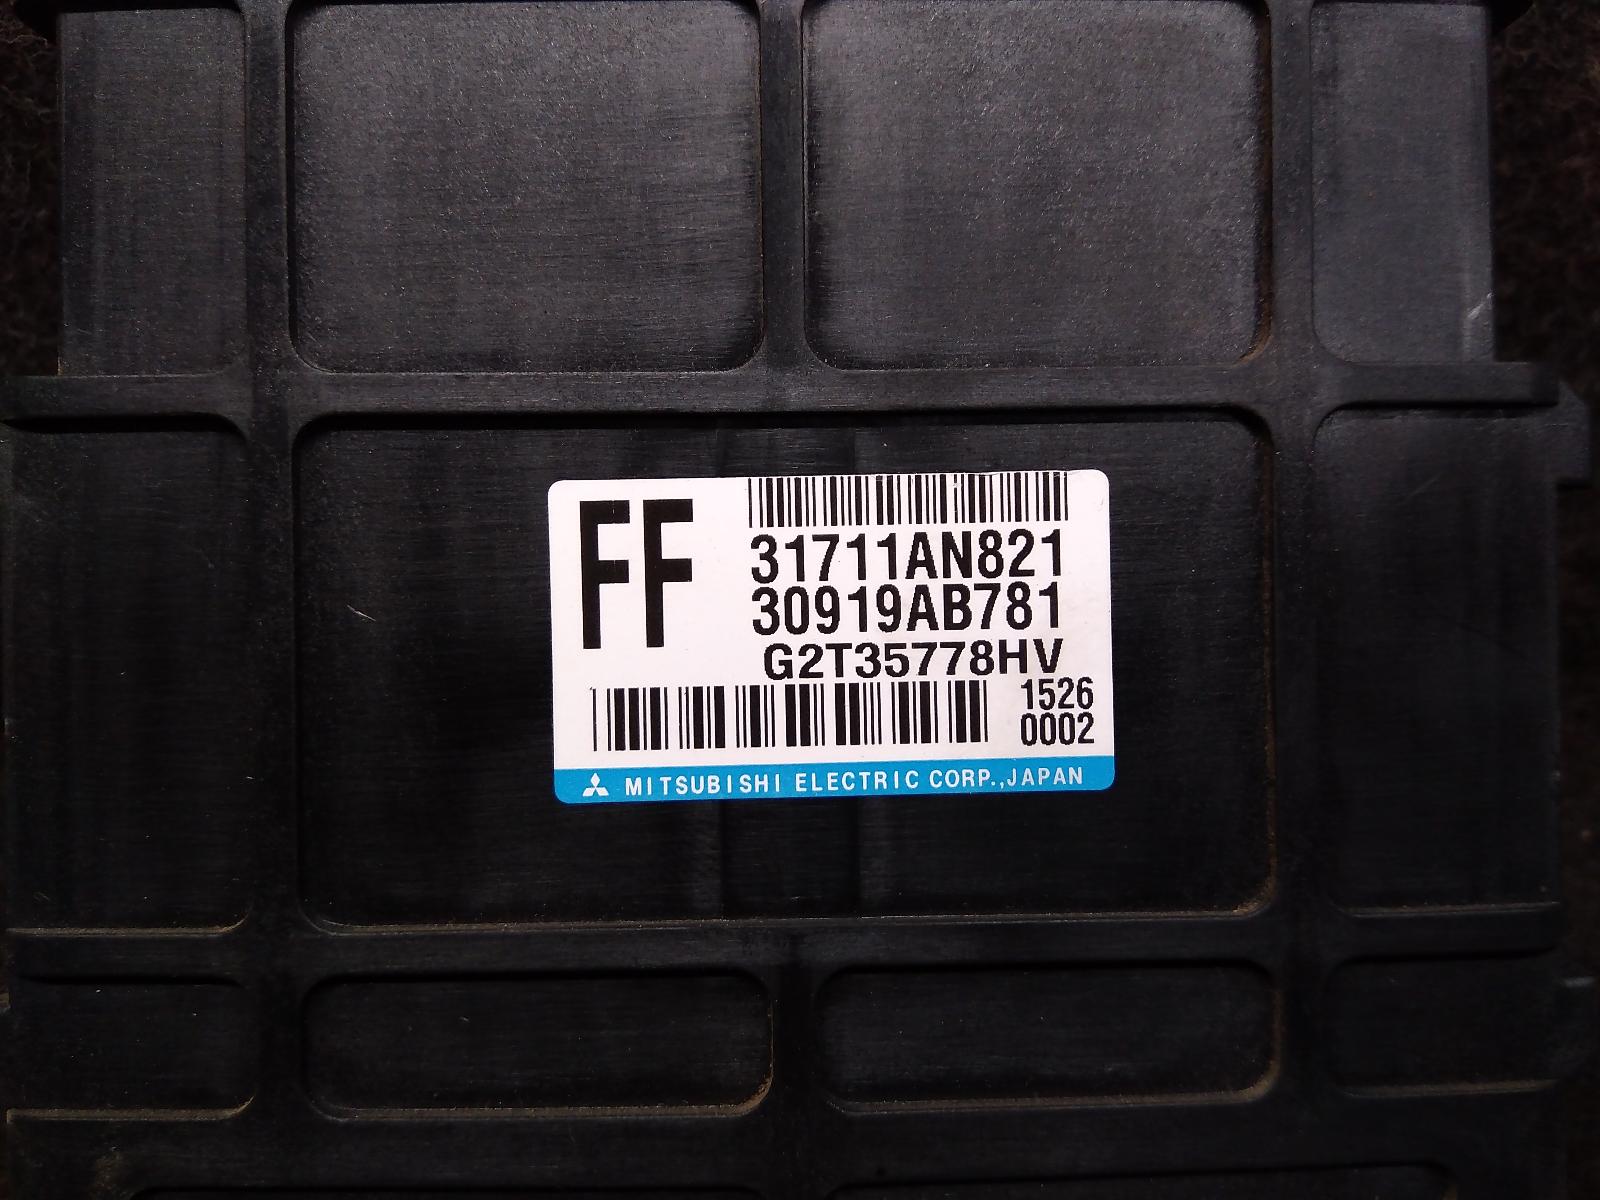 FF
31711AN821
30919AB781
G2T35778HV
1526
0002
MITSUBISHI ELECTRIC CORP.,JAPAN